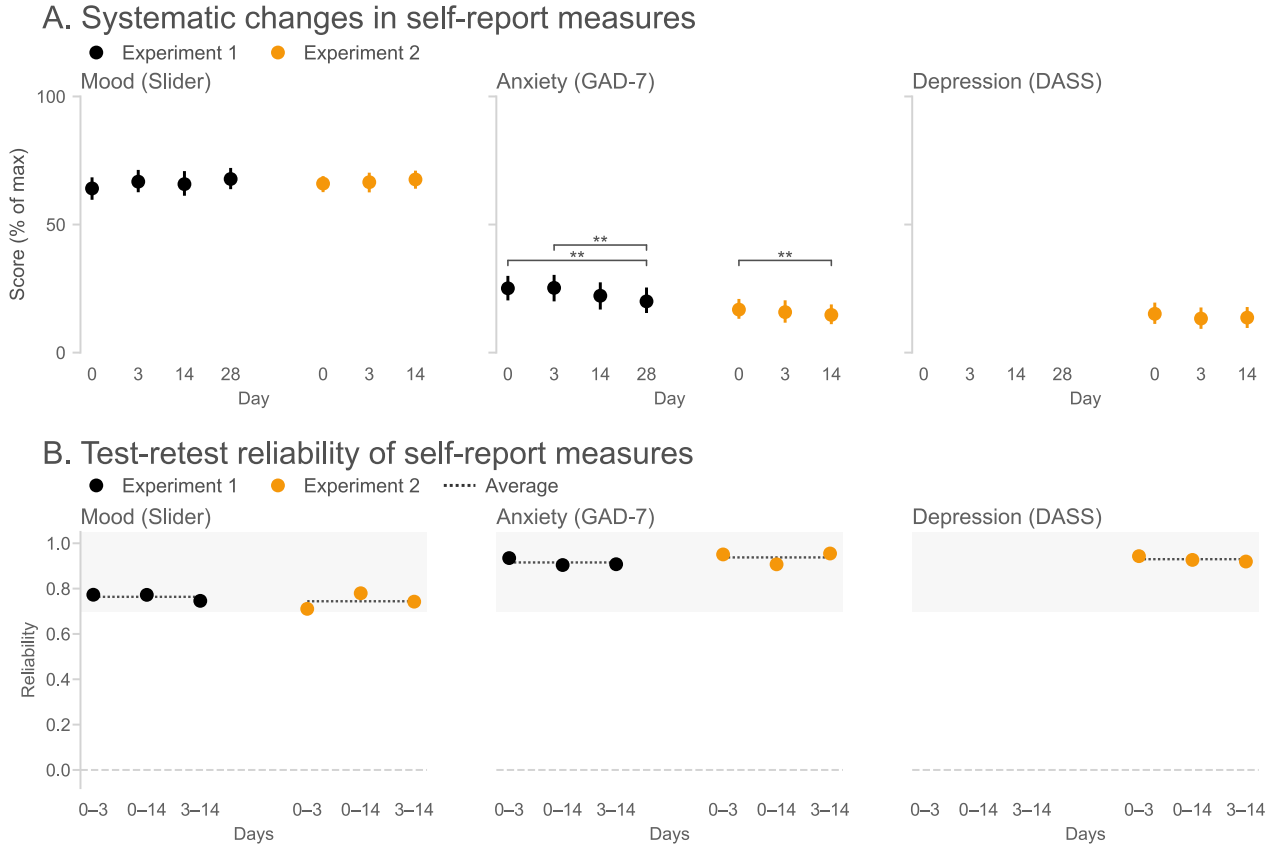 A. Systematic changes in self-report measures
Experiment 1 Experiment 2
Mood (Slider) Anxiety (GAD-7) Depression (DASS)
100
50
0
Score (% of max)
** ** **
0 3 14 28 0 3 14 0 3 14 28 0 3 14 0 3 14 28 0 3 14
Day Day Day
B. Test-retest reliability of self-report measures
Experiment 1 Experiment 2 Average
Mood (Slider) Anxiety (GAD-7) Depression (DASS)
1.0
0.8
0.6
0.4
0.2
0.0
Reliability
0–3 0–14 3–14 0–3 0–14 3–14 0–3 0–14 3–14 0–3 0–14 3–14 0–3 0–14 3–14 0–3 0–14 3–14
Days Days Days